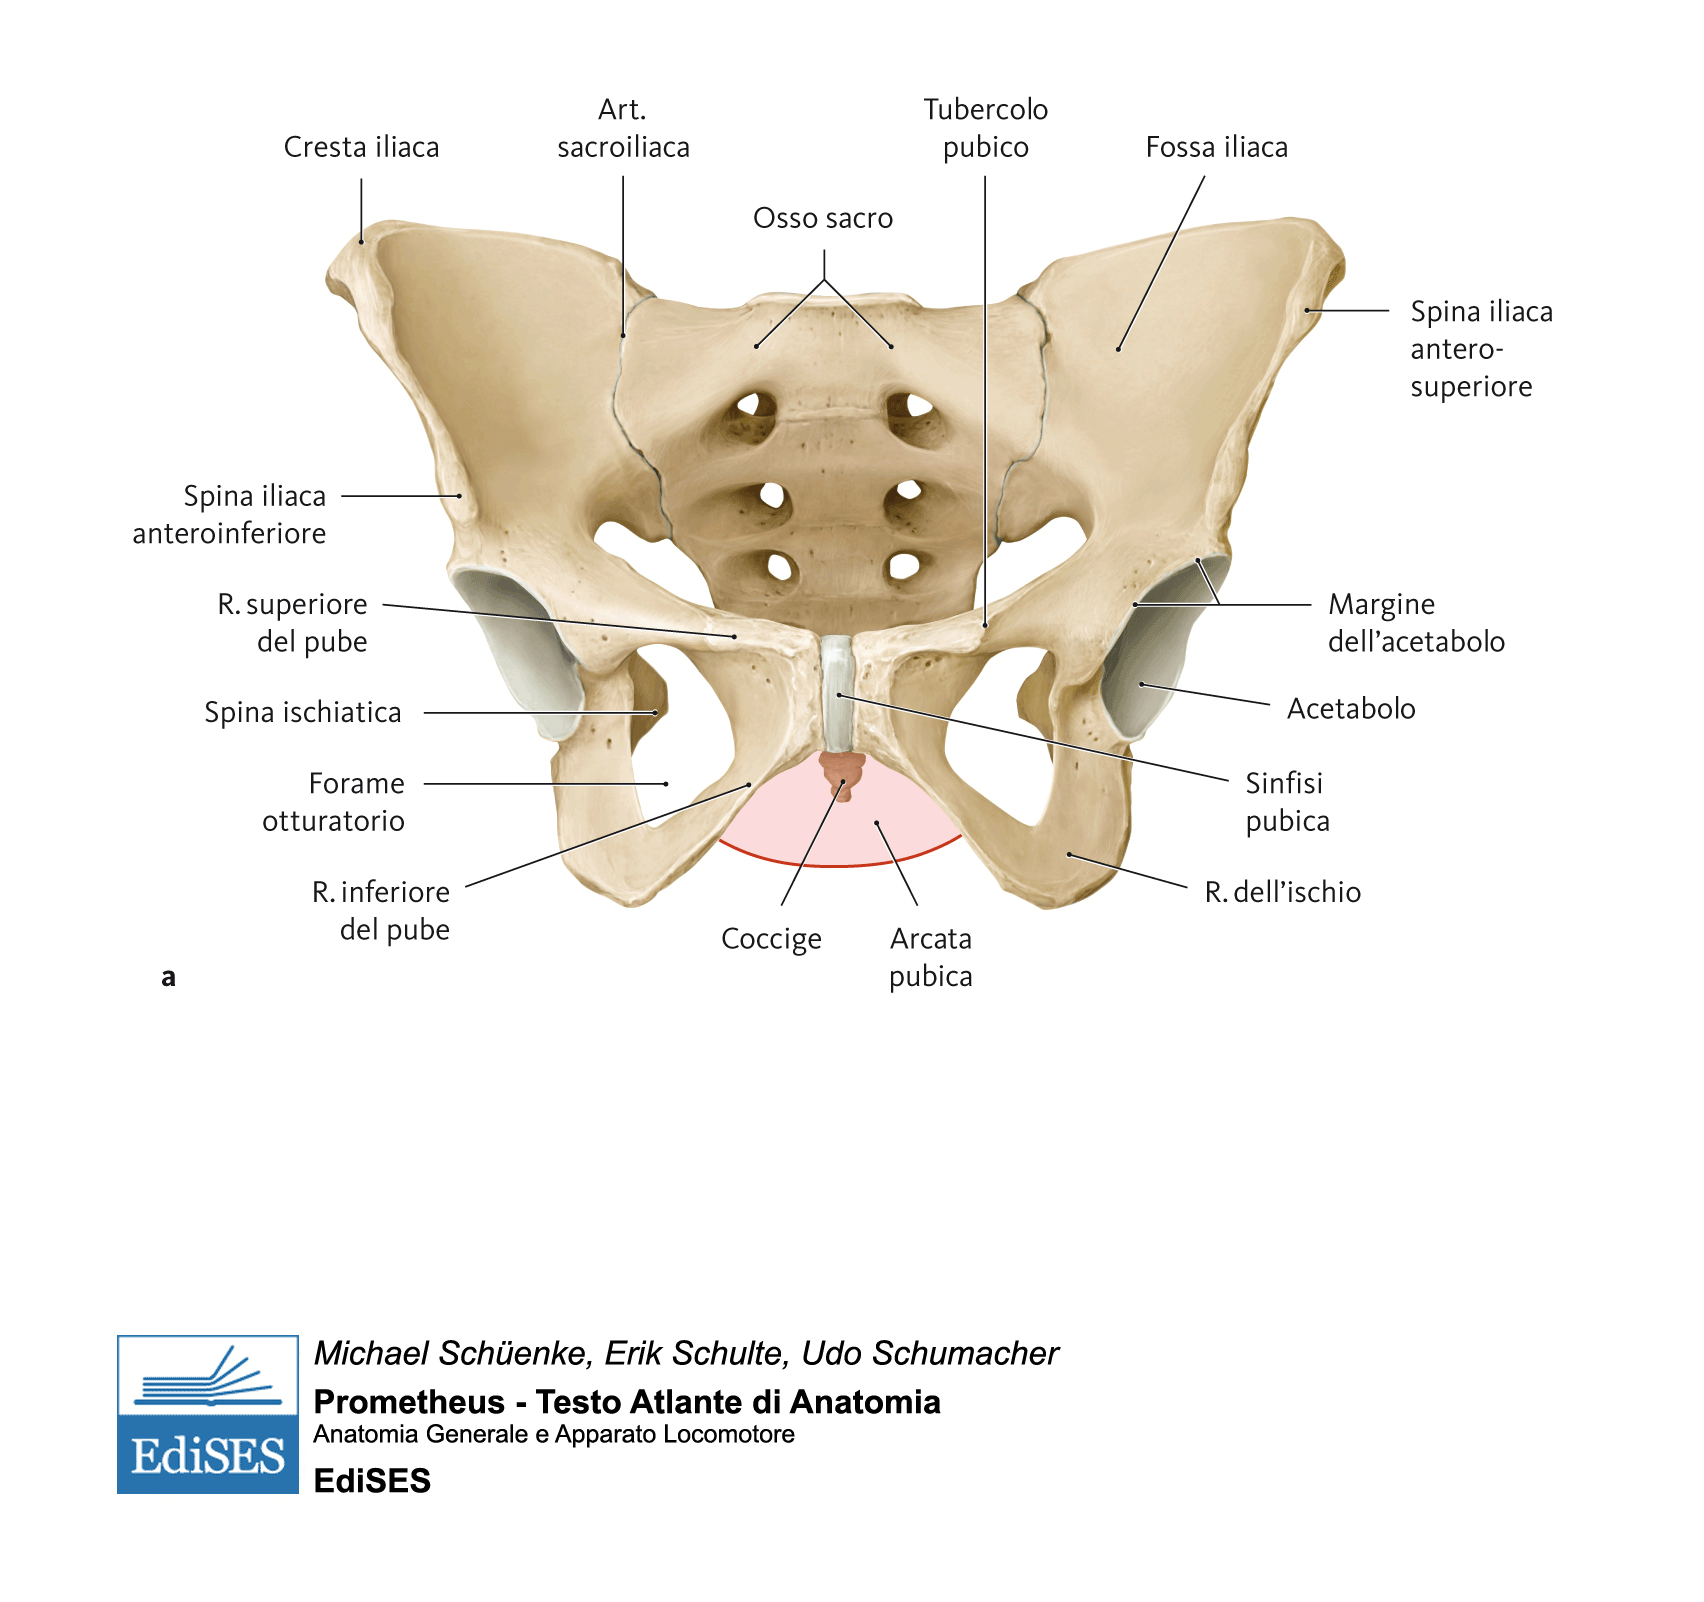 Art.
sacroiliaca
Tubercolo
pubico
Cresta iliaca
Fossa iliaca
Osso sacro
Spina iliaca
antero-
superiore
Spina iliaca
anteroinferiore
R. superiore
del pube
Margine
dell'acetabolo
Spina ischiatica
Acetabolo
Forame
otturatorio
Sinfisi
pubica
R. inferiore
del pube
R. dell'ischio
Coccige
Arcata
pubica
a
EdiSES
Michael Schüenke, Erik Schulte, Udo Schumacher
Prometheus - Testo Atlante di Anatomia
Anatomia Generale e Apparato Locomotore
EdiSES